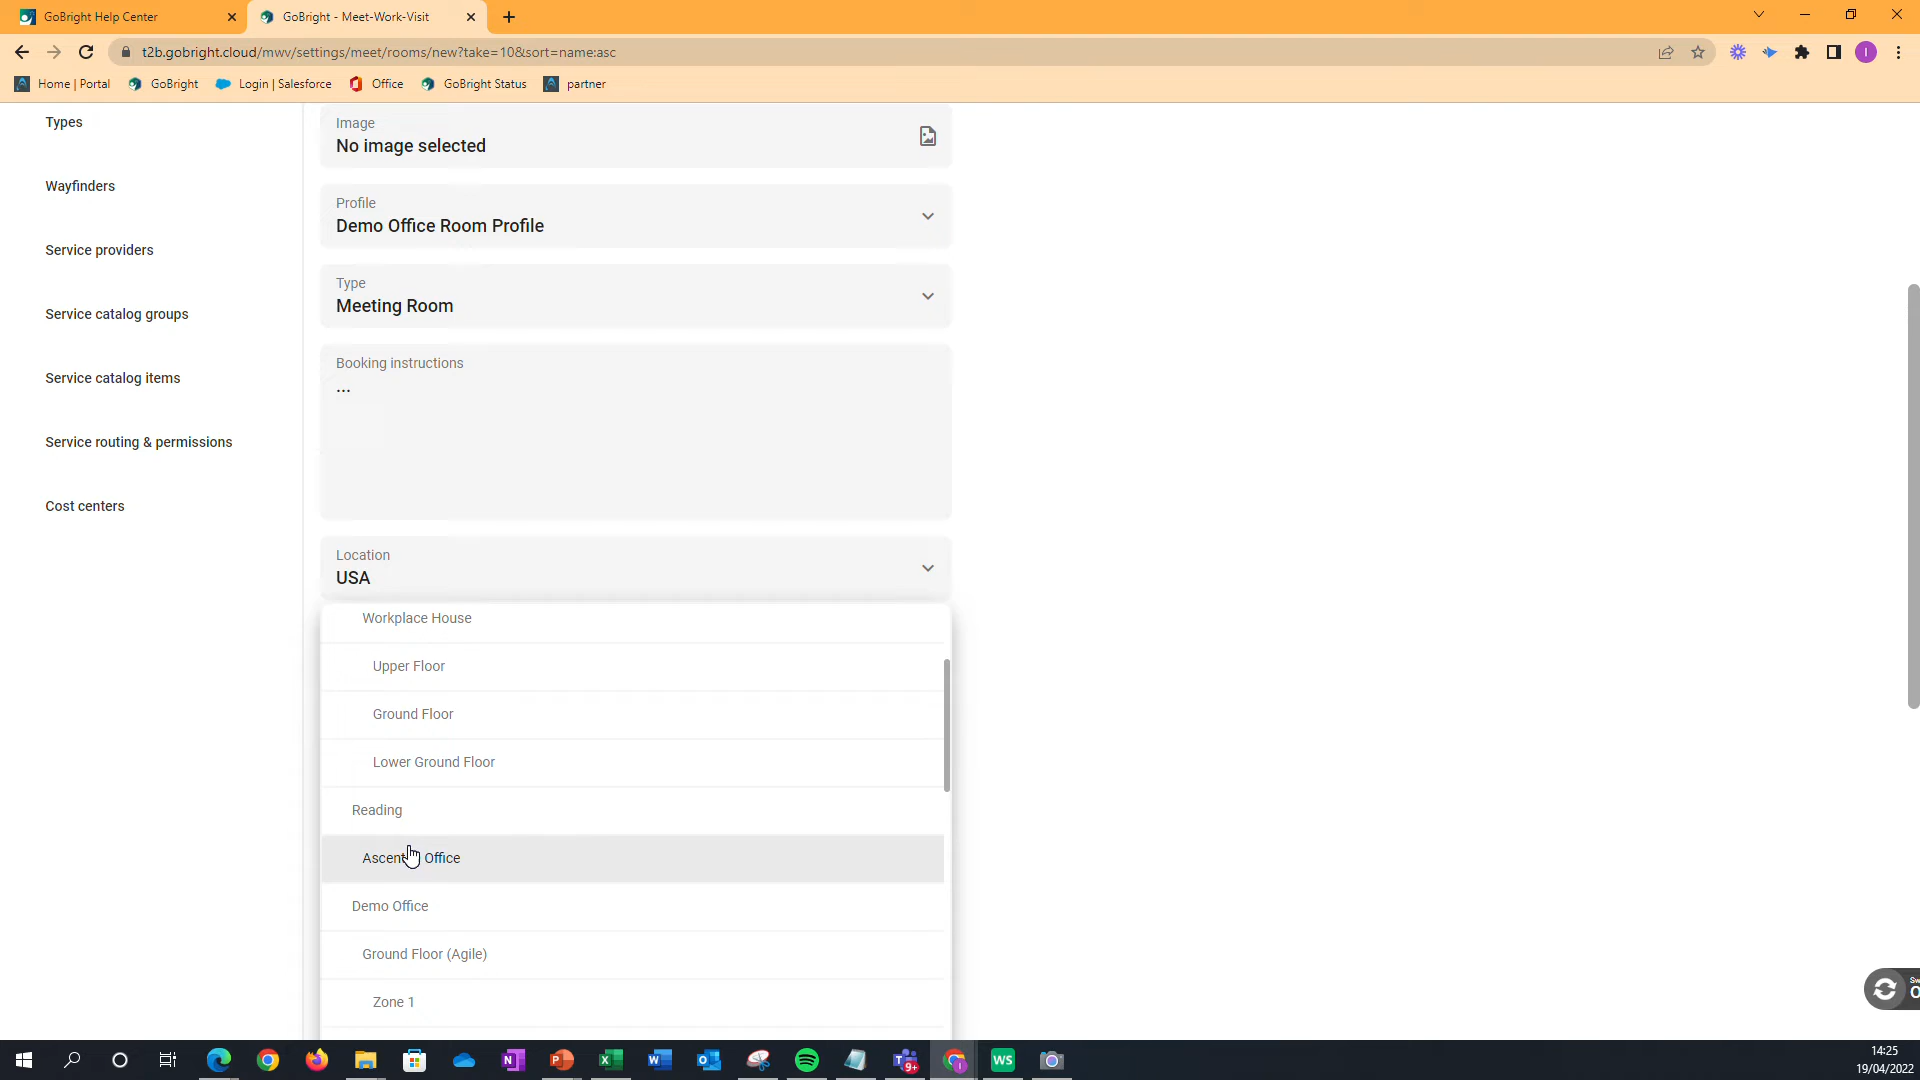 GoBright Help Center
GoBright - Meet-Work-Visit
t2b.gobright.cloud/mwv/settings/meet/rooms/new?take=10&sort=name:asc
I
Home | Portal
GoBright
Login | Salesforce
Office
GoBright Status
partner
Types
Wayfinders
Service providers
Service catalog groups
Service catalog items
Service routing & permissions
Cost centers
Image
No image selected
Profile
Demo Office Room Profile
Type
Meeting Room
Booking instructions
...
Location
USA
Workplace House
Upper Floor
Ground Floor
Lower Ground Floor
Reading
Office
Demo Office
Ground Floor (Agile)
Zone 1
9+
WS
14:25
19/04/2022